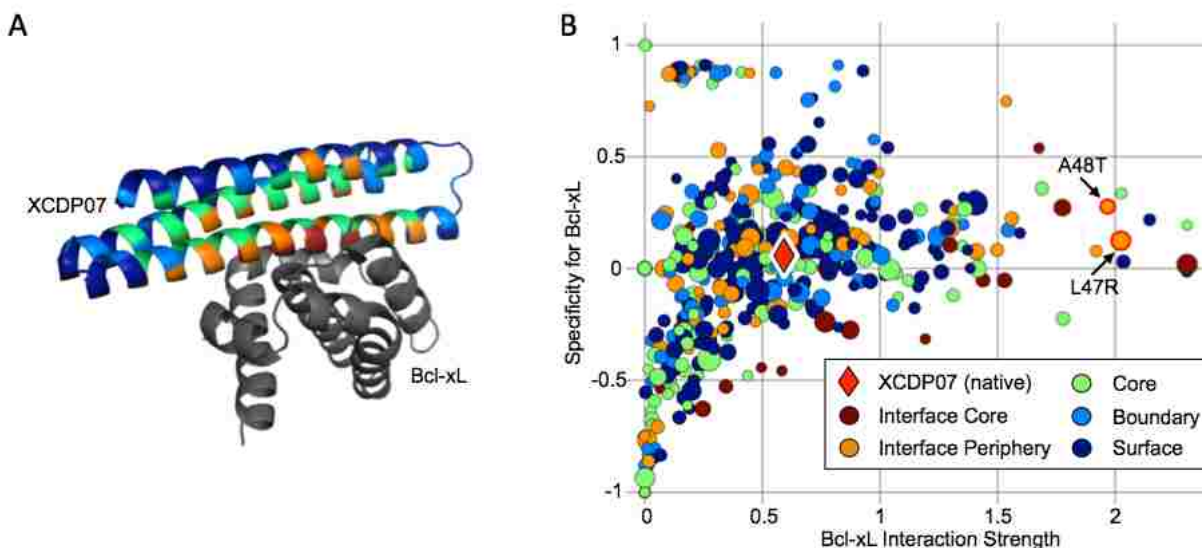 A
XCDP07
Bcl-xL
B
Specificity for Bcl-xL
1
0.5
0
-0.5
-1
A48T
L47R
XCDP07 (native)
Interface Core
Interface Periphery
Core
Boundary
Surface
0
0.5
1
1.5
2
Bcl-xL Interaction Strength